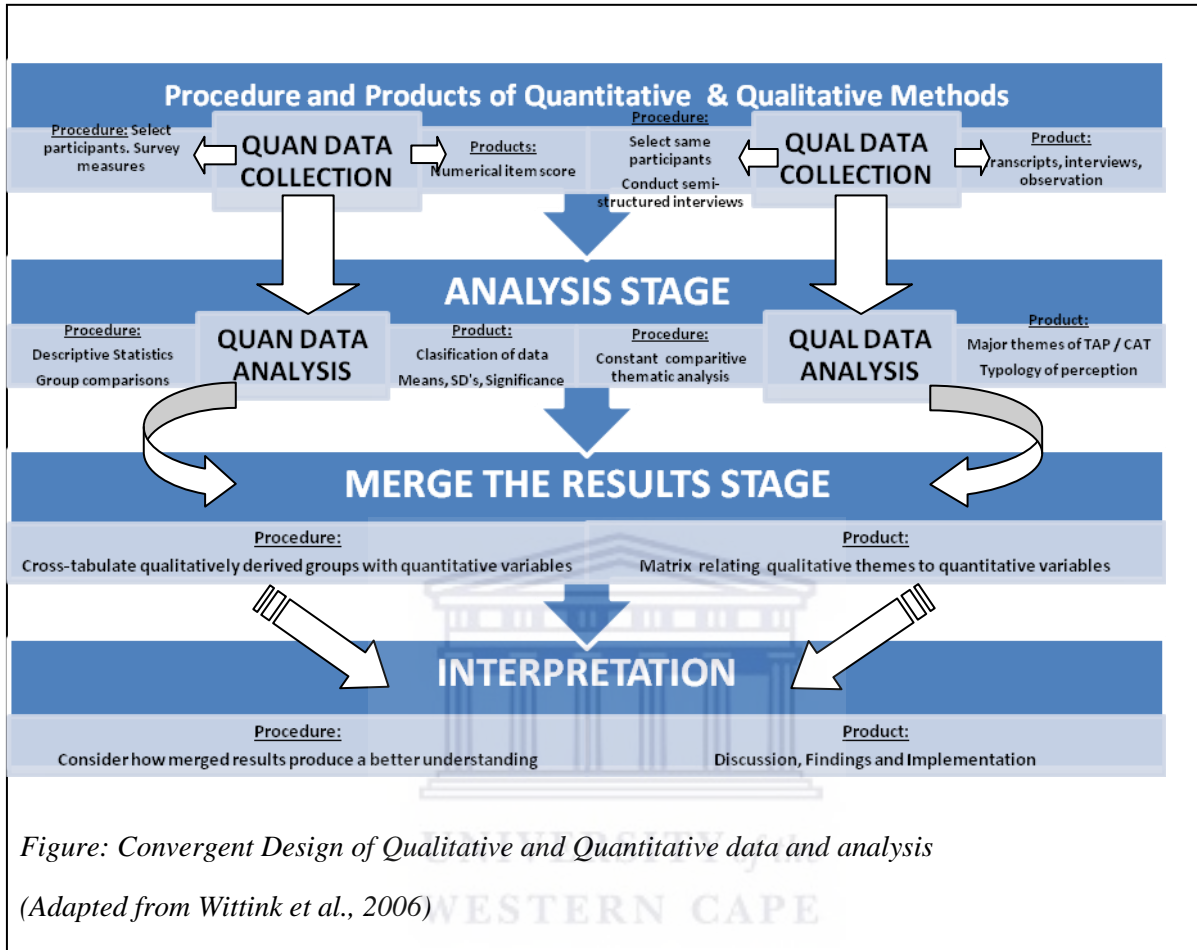 Procedure and Products of Quantitative & Qualitative Methods
Procedure: Select
participants. Survey
measures
QUAN DATA
COLLECTION
Products:
Numerical item score
Procedure:
Select same
participants
Conduct semi-
structured interviews
QUAL DATA
COLLECTION
Product:
Transcripts, interviews,
observation
ANALYSIS STAGE
Procedure:
Descriptive Statistics
Group comparisons
QUAN DATA
ANALYSIS
Product:
Clasification of data
Means, SD's, Significance
Procedure:
Constant comparitive
thematic analysis
QUAL DATA
ANALYSIS
Product:
Major themes of TAP / CAT
Typology of perception
MERGE THE RESULTS STAGE
Procedure:
Cross-tabulate qualitatively derived groups with quantitative variables
Product:
Matrix relating qualitative themes to quantitative variables
INTERPRETATION
Procedure:
Consider how merged results produce a better understanding
Product:
Discussion, Findings and Implementation
Figure: Convergent Design of Qualitative and Quantitative data and analysis
(Adapted from Wittink et al., 2006)
UNIVERSITY of the
WESTERN CAPE